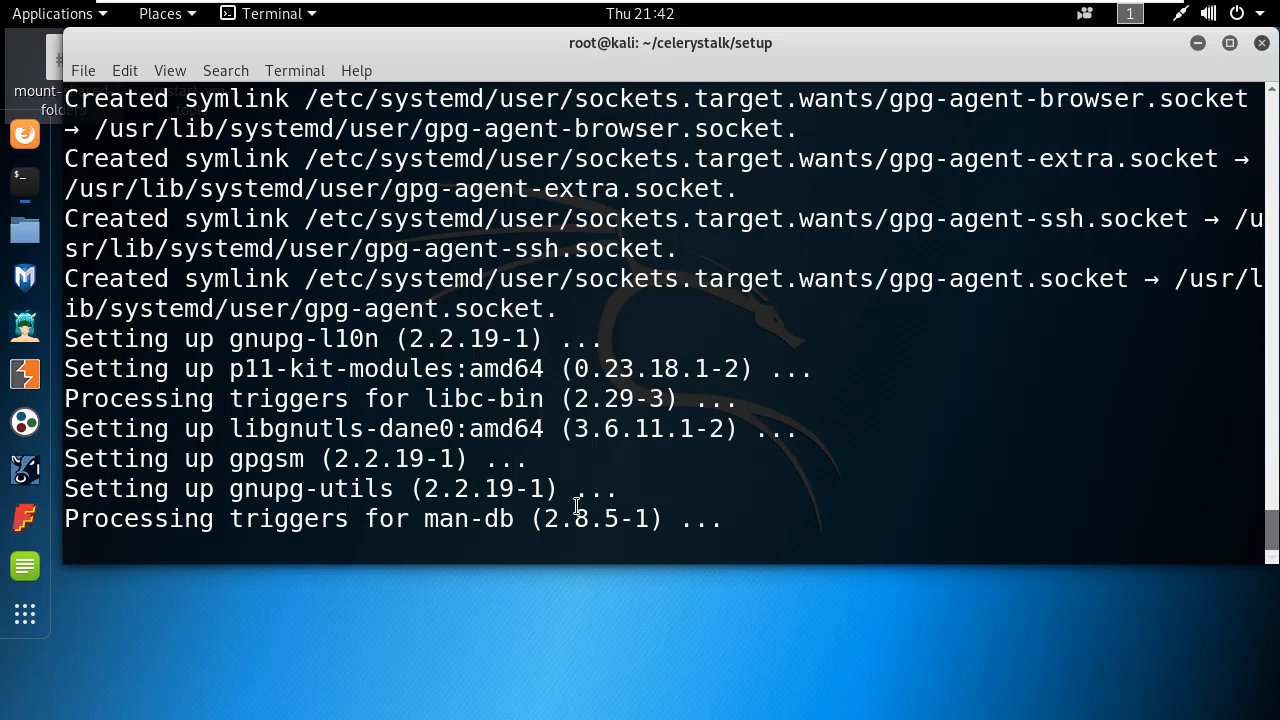 Applications Places Terminal Thu 21:42 1
root@kali: ~/celerystalk/setup
File Edit View Search Terminal Help
mount-
folders
Created symlink /etc/systemd/user/sockets.target.wants/gpg-agent-browser.socket
→ /usr/lib/systemd/user/gpg-agent-browser.socket.
Created symlink /etc/systemd/user/sockets.target.wants/gpg-agent-extra.socket →
/usr/lib/systemd/user/gpg-agent-extra.socket.
Created symlink /etc/systemd/user/sockets.target.wants/gpg-agent-ssh.socket → /u
sr/lib/systemd/user/gpg-agent-ssh.socket.
Created symlink /etc/systemd/user/sockets.target.wants/gpg-agent.socket → /usr/l
ib/systemd/user/gpg-agent.socket.
Setting up gnupg-l10n (2.2.19-1) ...
Setting up p11-kit-modules:amd64 (0.23.18.1-2) ...
Processing triggers for libc-bin (2.29-3) ...
Setting up libgnutls-dane0:amd64 (3.6.11.1-2) ...
Setting up gpgsm (2.2.19-1) ...
Setting up gnupg-utils (2.2.19-1) ...
Processing triggers for man-db (2.8.5-1) ...